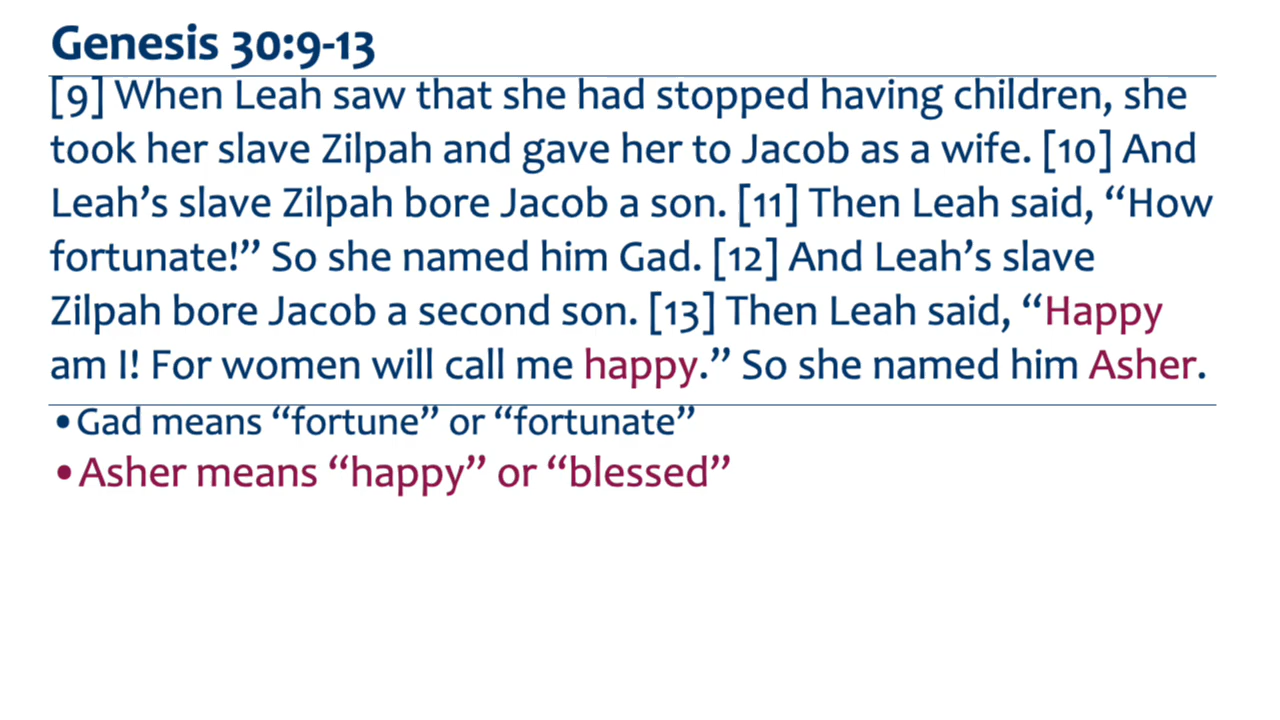 Genesis 30:9-13
[9] When Leah saw that she had stopped having children, she
took her slave Zilpah and gave her to Jacob as a wife. [10] And
Leah’s slave Zilpah bore Jacob a son. [11] Then Leah said, “How
fortunate!” So she named him Gad. [12] And Leah’s slave
Zilpah bore Jacob a second son. [13] Then Leah said, “Happy
am I! For women will call me happy.” So she named him Asher.
•Gad means “fortune” or “fortunate”
•Asher means “happy” or “blessed”